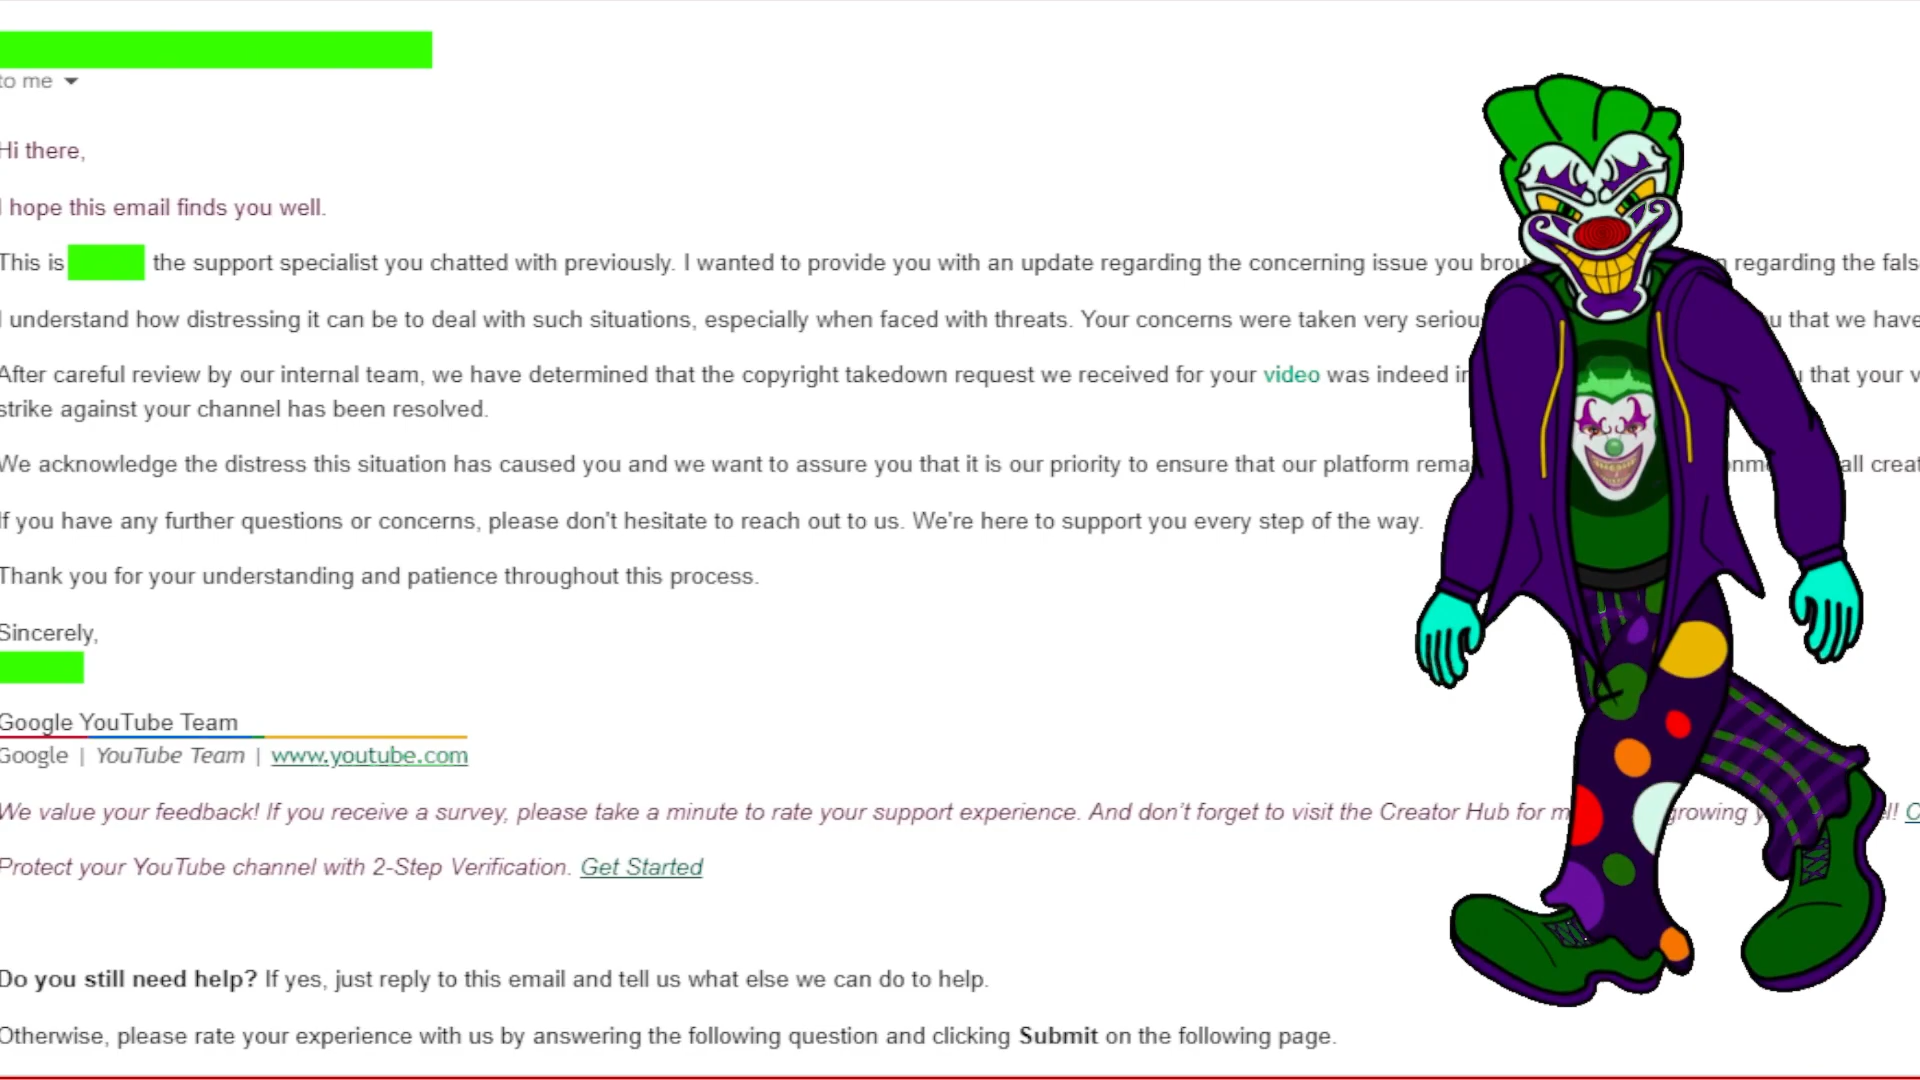 to me
Hi there,
I hope this email finds you well.
This is the support specialist you chatted with previously. I wanted to provide you with an update regarding the concerning issue you regarding the
I understand how distressing it can be to deal with such situations, especially when faced with threats. Your concerns were taken very that we have
After careful review by our internal team, we have determined that the copyright takedown request we received for your video was indeed that your
strike against your channel has been resolved.
We acknowledge the distress this situation has caused you and we want to assure you that it is our priority to ensure that our platform all
If you have any further questions or concerns, please don't hesitate to reach out to us. We're here to support you every step of the way.
Thank you for your understanding and patience throughout this process.
Sincerely,
Google YouTube Team
Google | YouTube Team | www.youtube.com
We value your feedback! If you receive a survey, please take a minute to rate your support experience. And don't forget to visit the Creator Hub for growing
Protect your YouTube channel with 2-Step Verification. Get Started
Do you still need help? If yes, just reply to this email and tell us what else we can do to help.
Otherwise, please rate your experience with us by answering the following question and clicking Submit on the following page.